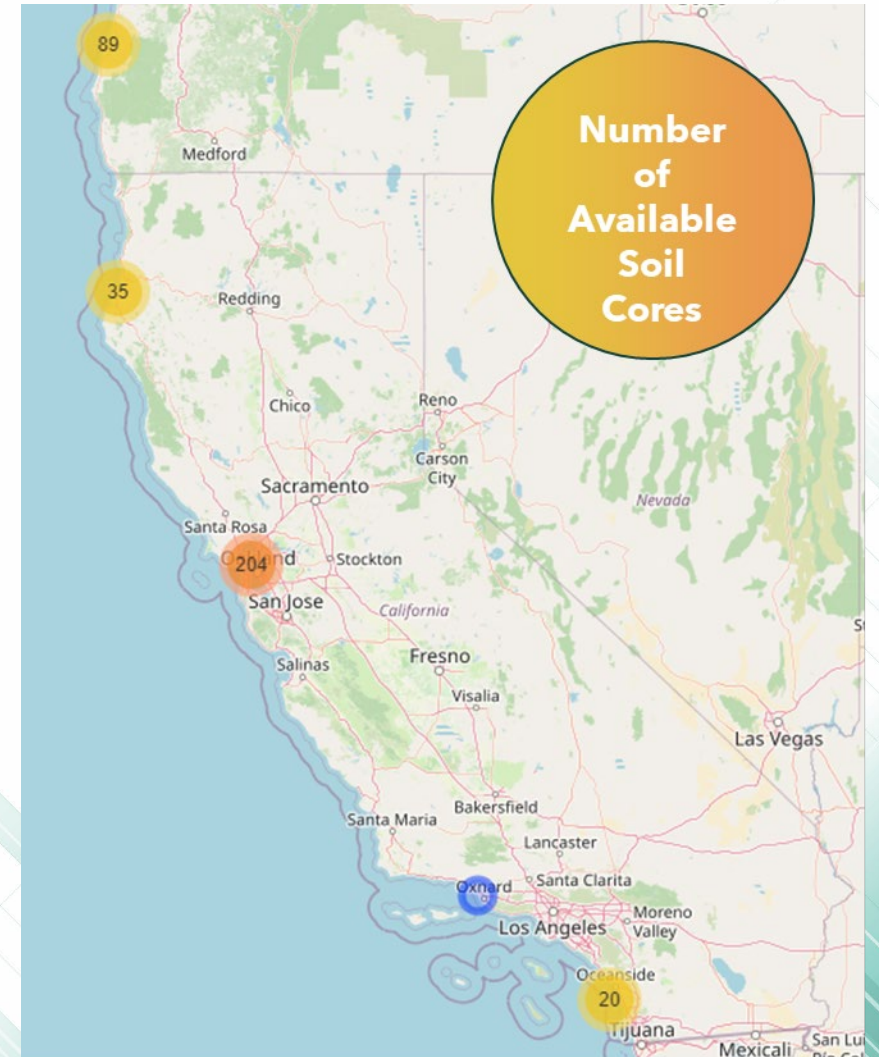 89
Number
of
Available
Soil
Cores
Medford
35
Redding
Chico
Reno
Carson
City
Sacramento
Nevada
Santa Rosa
204
Stockton
San Jose
California
Salinas
Fresno
Visalia
Las Vegas
Bakersfield
Santa Maria
Lancaster
Oxnard
Santa Clarita
Moreno
Valley
Los Angeles
Oceanside
20
Tijuana
Mexicali